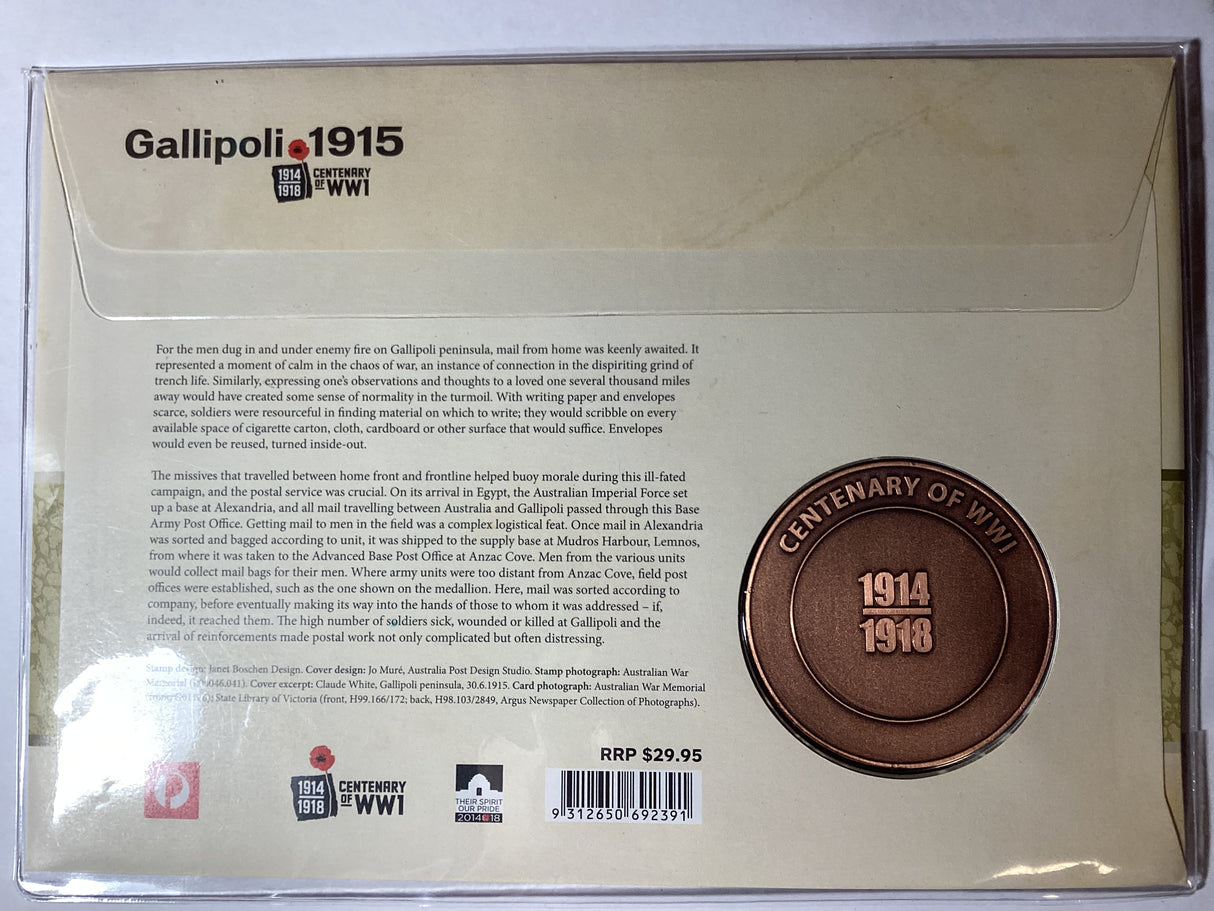 Gallipoli 1915
1914
1918
CENTENARY
OF WW1
For the men dug in and under enemy fire on Gallipoli peninsula, mail from home was keenly awaited. It
represented a moment of calm in the chaos of war, an instance of connection in the dispiriting grind of
trench life. Similarly, expressing one's observations and thoughts to a loved one several thousand miles
away would have created some sense of normality in the turmoil. With writing paper and envelopes
scarce, soldiers were resourceful in finding material on which to write; they would scribble on every
available space of cigarette carton, cloth, cardboard or other surface that would suffice. Envelopes
would even be reused, turned inside-out.
The missives that travelled between home front and frontline helped buoy morale during this ill-fated
campaign, and the postal service was crucial. On its arrival in Egypt, the Australian Imperial Force set
up a base at Alexandria, and all mail travelling between Australia and Gallipoli passed through this Base
Army Post Office. Getting mail to men in the field was a complex logistical feat. Once mail in Alexandria
was sorted and bagged according to unit, it was shipped to the supply base at Mudros Harbour, Lemnos,
from where it was taken to the Advanced Base Post Office at Anzac Cove. Men from the various units
would collect mail bags for their men. Where army units were too distant from Anzac Cove, field post
offices were established, such as the one shown on the medallion. Here, mail was sorted according to
company, before eventually making its way into the hands of those to whom it was addressed – if,
indeed, it reached them. The high number of soldiers sick, wounded or killed at Gallipoli and the
arrival of reinforcements made postal work not only complicated but often distressing.
Stamp design: Janet Boschen Design. Cover design: Jo Muré, Australia Post Design Studio. Stamp photograph: Australian War
Memorial Cover excerpt: Claude White, Gallipoli peninsula, 30.6.1915. Card photograph: Australian War Memorial
State Library of Victoria (front, H99.166/172; back, H98.103/2849, Argus Newspaper Collection of Photographs).
CENTENARY OF WW1
1914
1918
RRP $29.95
1914
1918
CENTENARY
OF WW1
THEIR SPIRIT
OUR PRIDE
2014 18
9 312650 692391